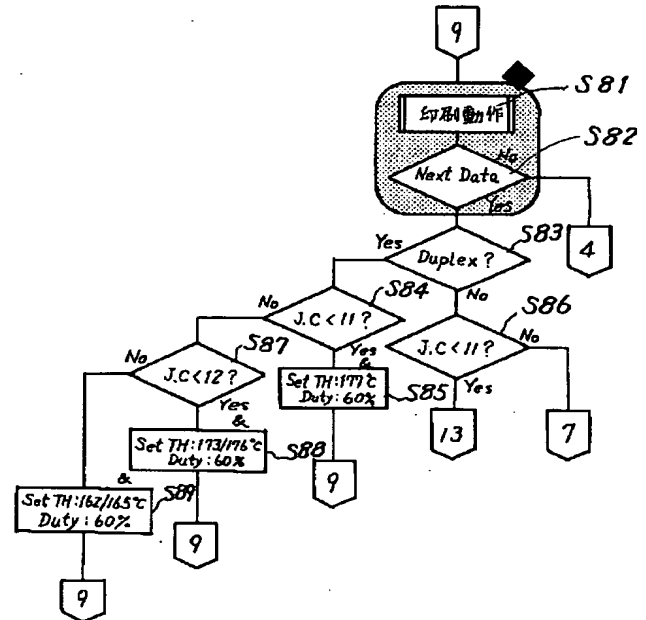 9
S81
印刷動作
No
S82
Next Data
Yes
Yes
S83
4
Duplex?
No
S84
No
S86
No
S87
J.C<11?
J.C<11?
No
No
Yes
&
J.C<12?
Set TH:177℃
Duty:60%
S85
Yes
Yes
&
13
7
Set TH:173/176℃
Duty:60%
S88
&
9
Set TH:162/165℃
Duty:60%
S89
9
9